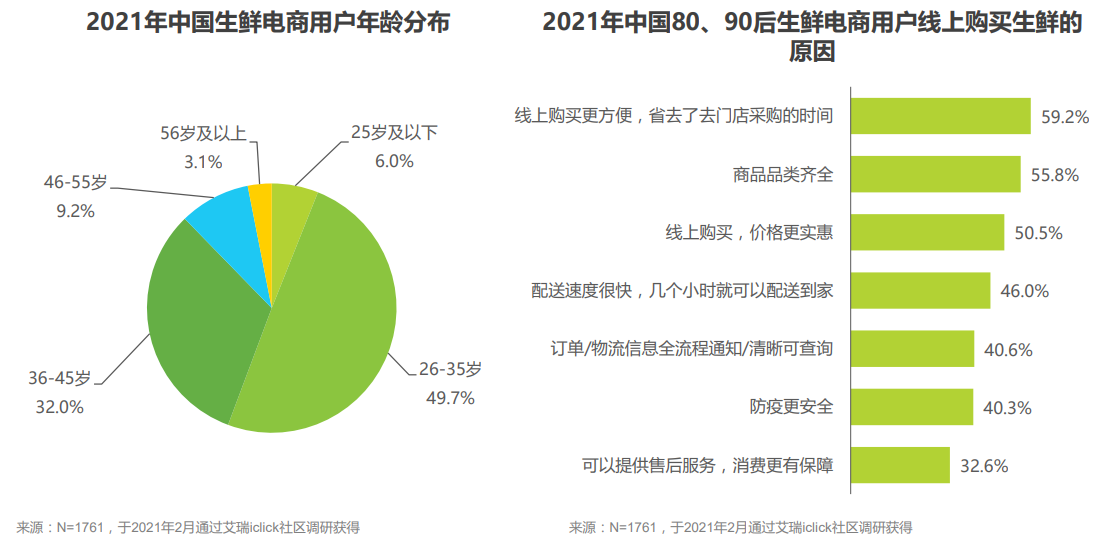 2021年中国生鲜电商用户年龄分布
56岁及以上
3.1%
25岁及以下
6.0%
46-55岁
9.2%
36-45岁
32.0%
26-35岁
49.7%
来源：N=1761，于2021年2月通过艾瑞iclick社区调研获得
2021年中国80、90后生鲜电商用户线上购买生鲜的
原因
线上购买更方便，省去了去门店采购的时间 59.2%
商品品类齐全 55.8%
线上购买，价格更实惠 50.5%
配送速度很快，几个小时就可以配送到家 46.0%
订单/物流信息全流程通知/清晰可查询 40.6%
防疫更安全 40.3%
可以提供售后服务，消费更有保障 32.6%
来源：N=1761，于2021年2月通过艾瑞iclick社区调研获得